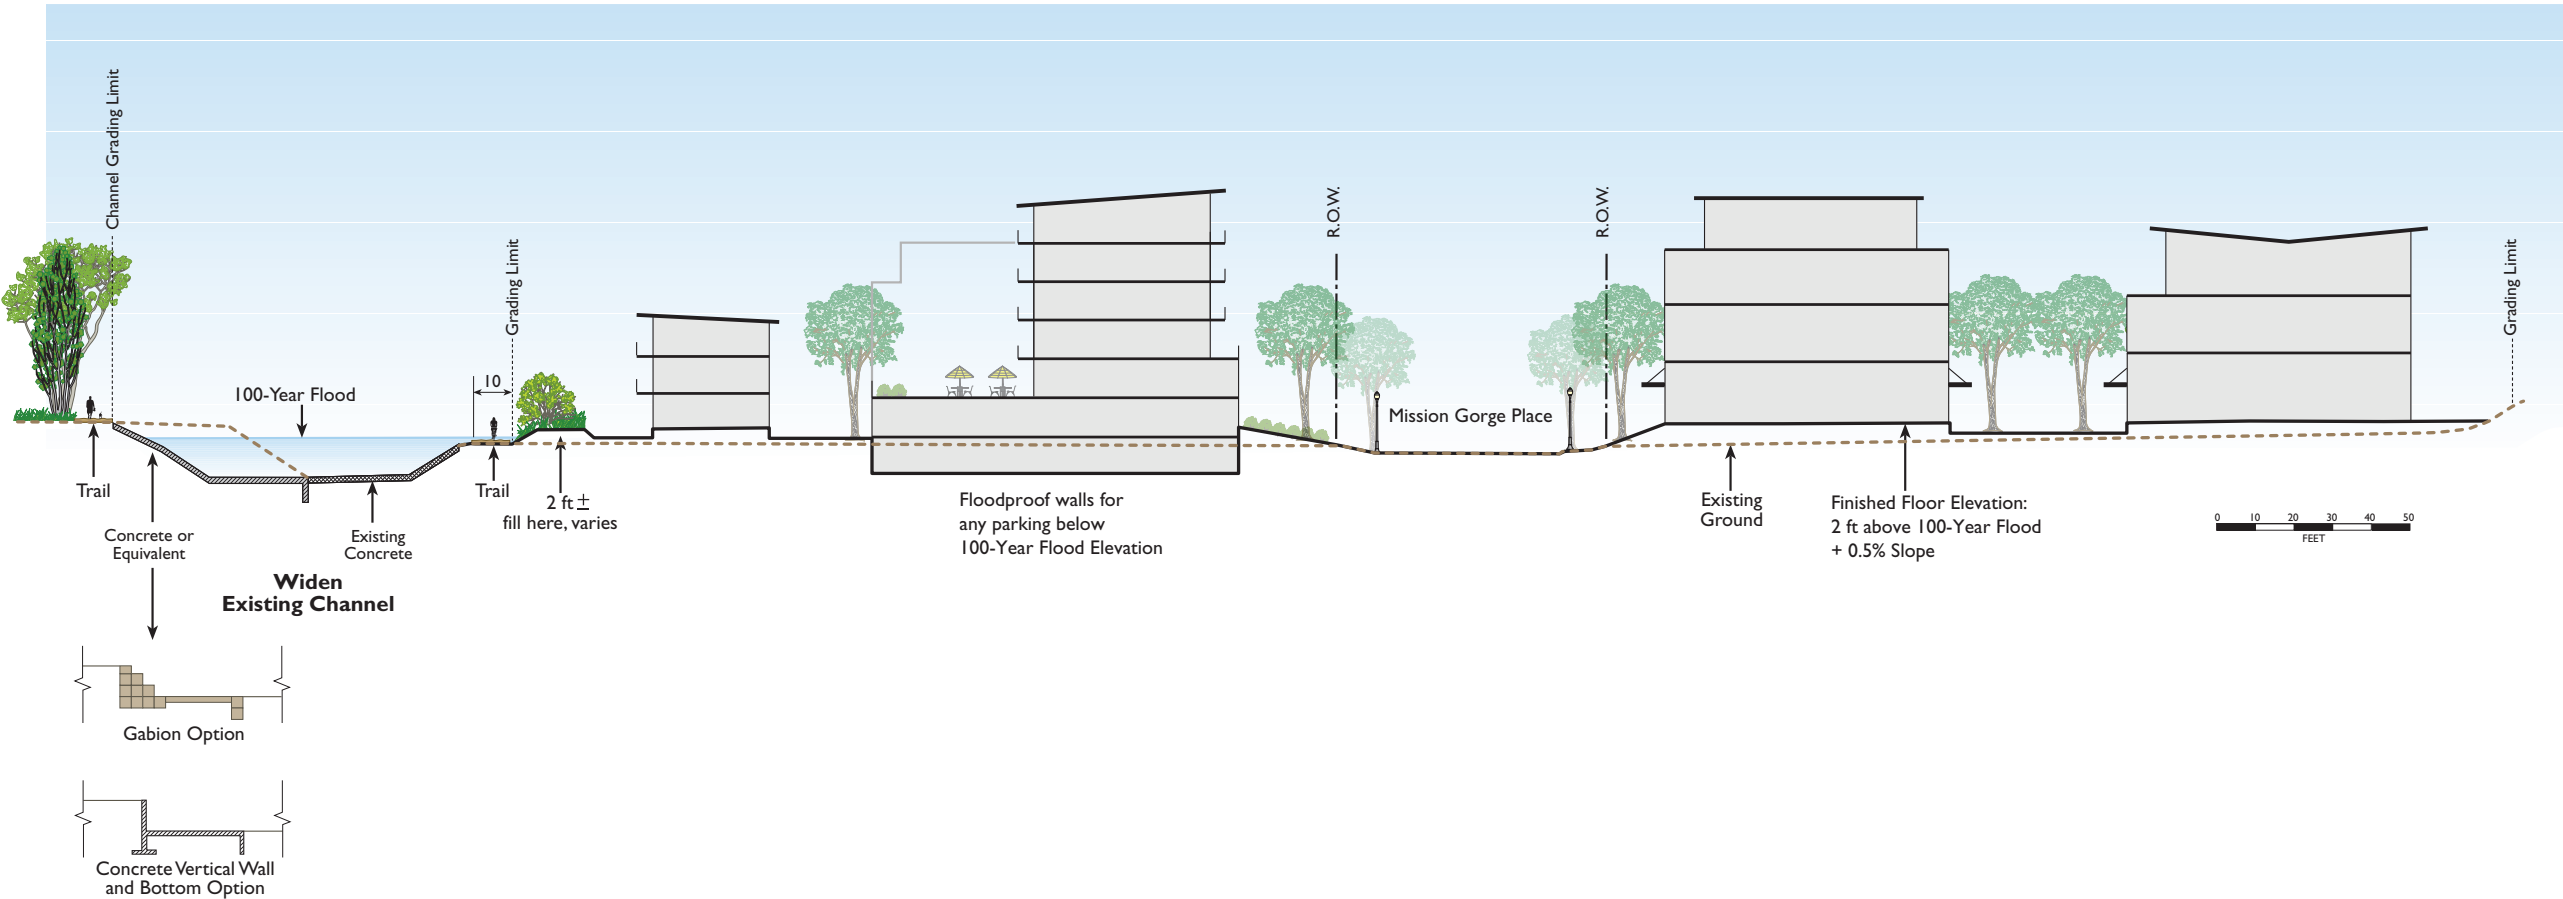 Channel Grading Limit
Grading Limit
R.O.W.
R.O.W.
Grading Limit
100-Year Flood
10
Mission Gorge Place
Trail
Trail
2 ft ±
fill here, varies
Concrete or
Equivalent
Existing
Concrete
Widen
Existing Channel
Floodproof walls for
any parking below
100-Year Flood Elevation
Existing
Ground
Finished Floor Elevation:
2 ft above 100-Year Flood
+ 0.5% Slope
0 10 20 30 40 50
FEET
Gabion Option
Concrete Vertical Wall
and Bottom Option